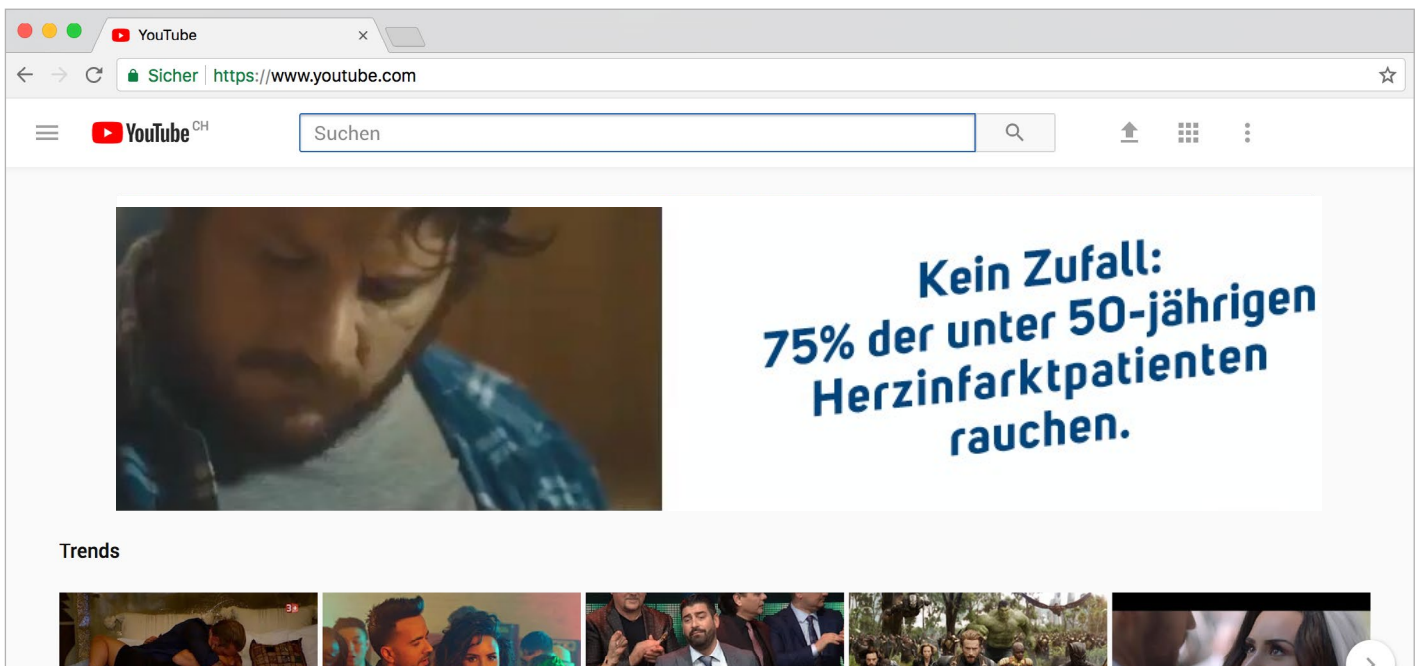 YouTube
Sicher https://www.youtube.com
YouTube CH
Suchen
Kein Zufall:
75% der unter 50-jährigen
Herzinfarktpatienten
rauchen.
Trends